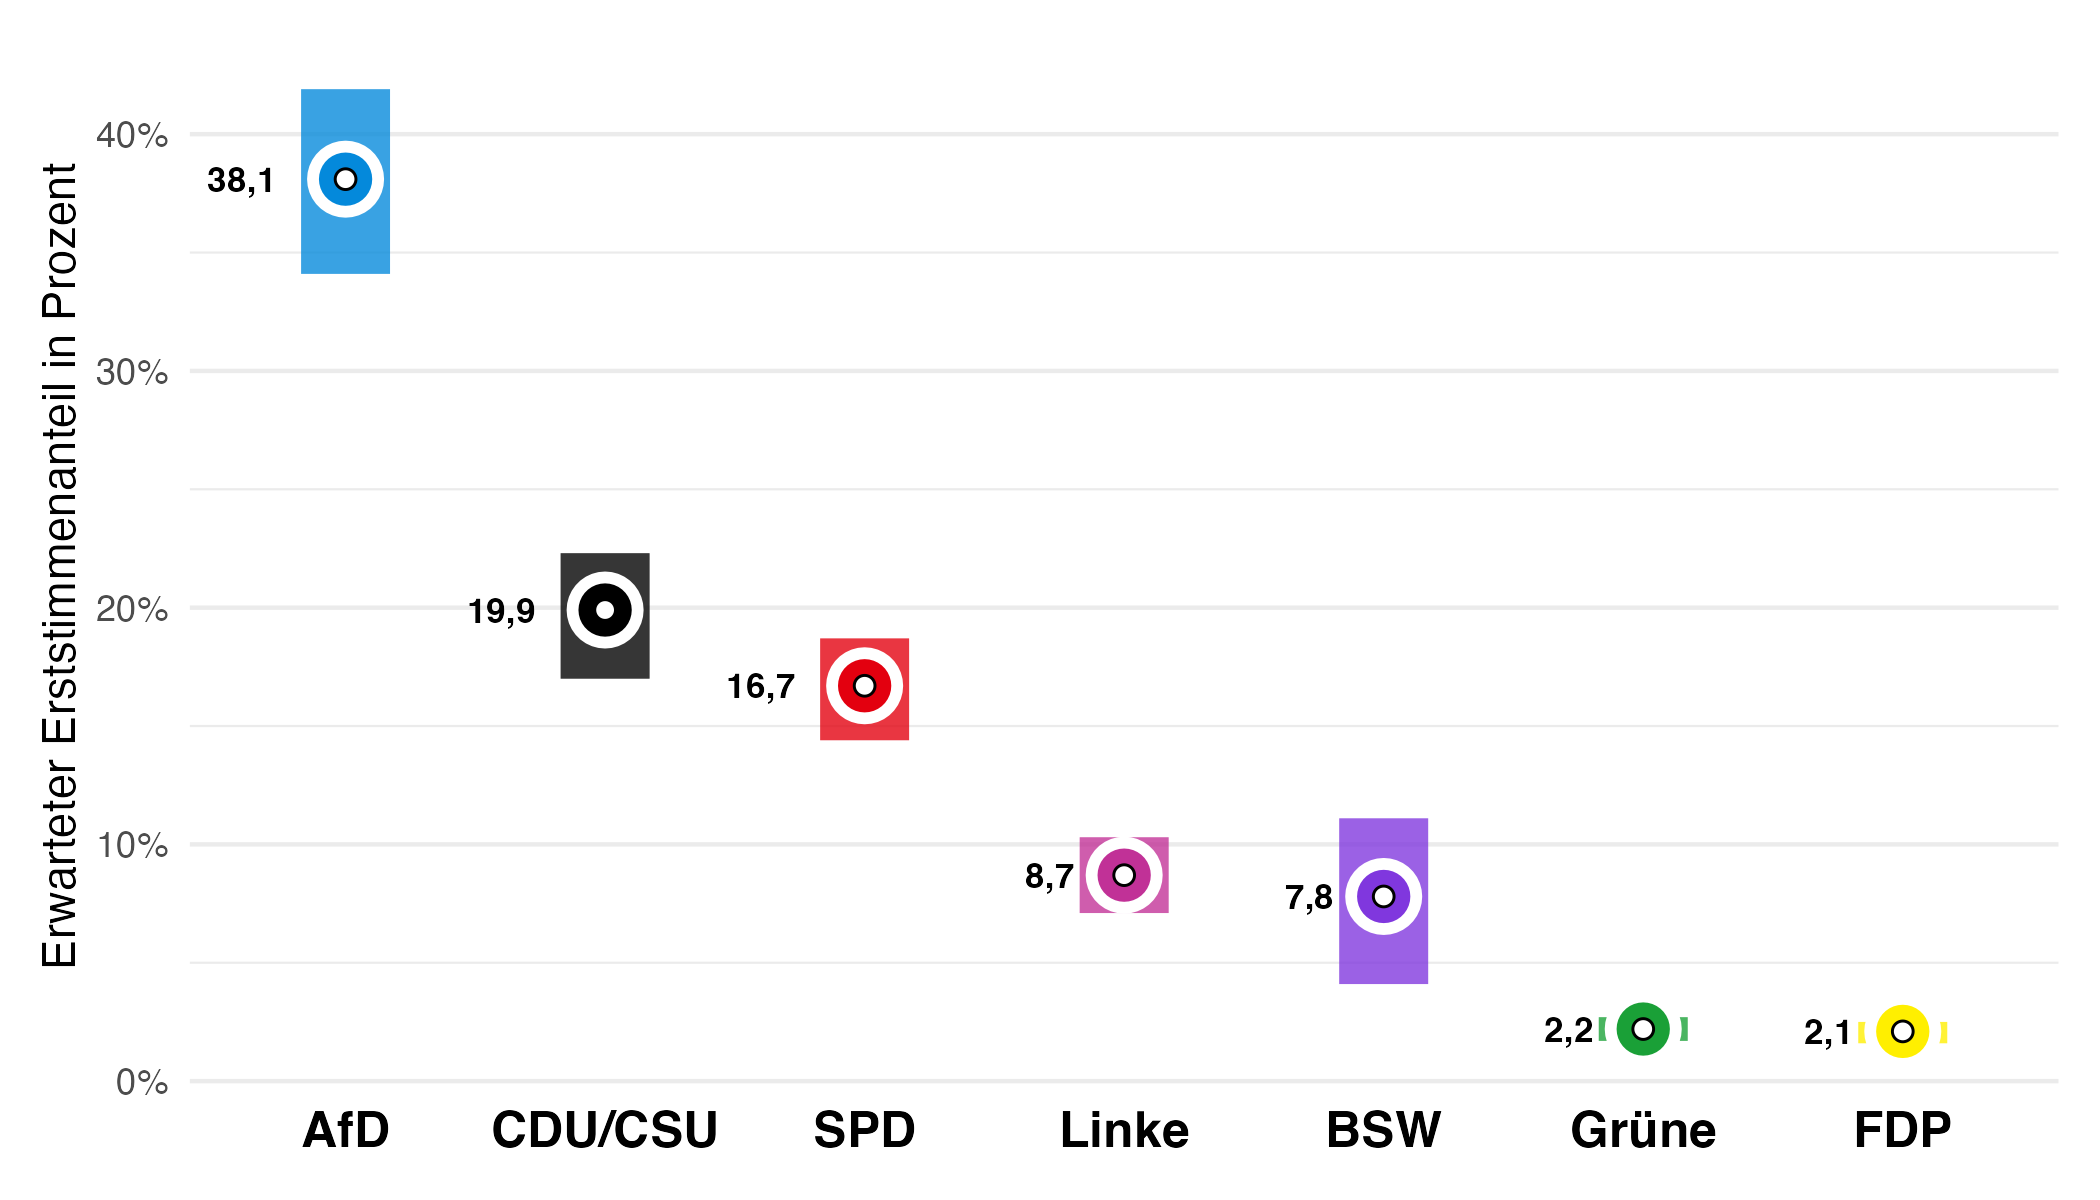 Erwarteter Erststimmenanteil in Prozent
40%
30%
20%
10%
0%
38,1
19,9
16,7
8,7
7,8
2,2
2,1
AfD
CDU/CSU
SPD
Linke
BSW
Grüne
FDP